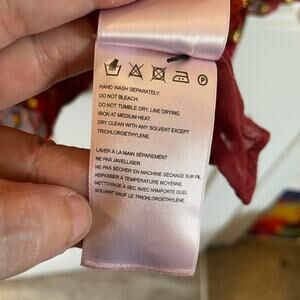 HAND WASH SEPARATELY
DO NOT BLEACH.
DO NOT TUMBLE DRY, LINE DRYING.
IRON AT MEDIUM HEAT.
DRY CLEAN WITH ANY SOLVENT EXCEPT
TRICHLOROETHYLENE.
LAVER À LA MAIN SÉPAREMENT
NE PAS JAVELLISER.
NE PAS SÉCHER EN MACHINE SÉCHAGE SUR FIL
REPASSER À TEMPÉRATURE MOYENNE
NETTOYAGE À SEC AVEC N'IMPORTE QUEL
SOLVANT SAUF LE TRICHLOROÉTHYLÈNE.